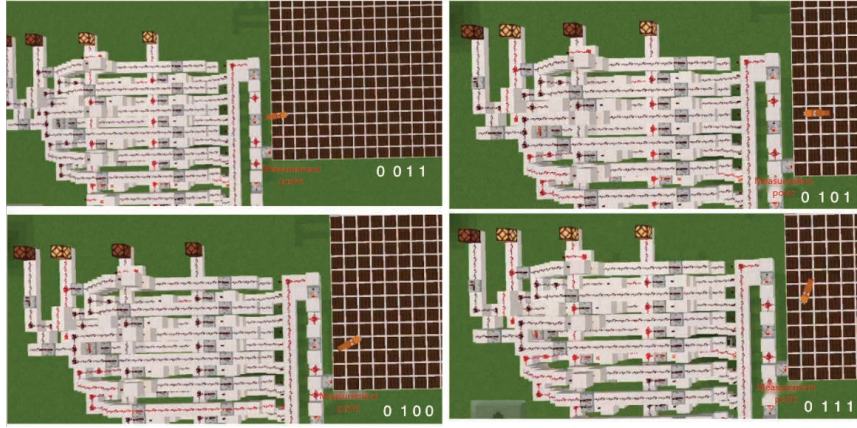 Measurement
point
0 011
Measurement
point
0 101
Measurement
point
0 100
Measurement
point
0 111